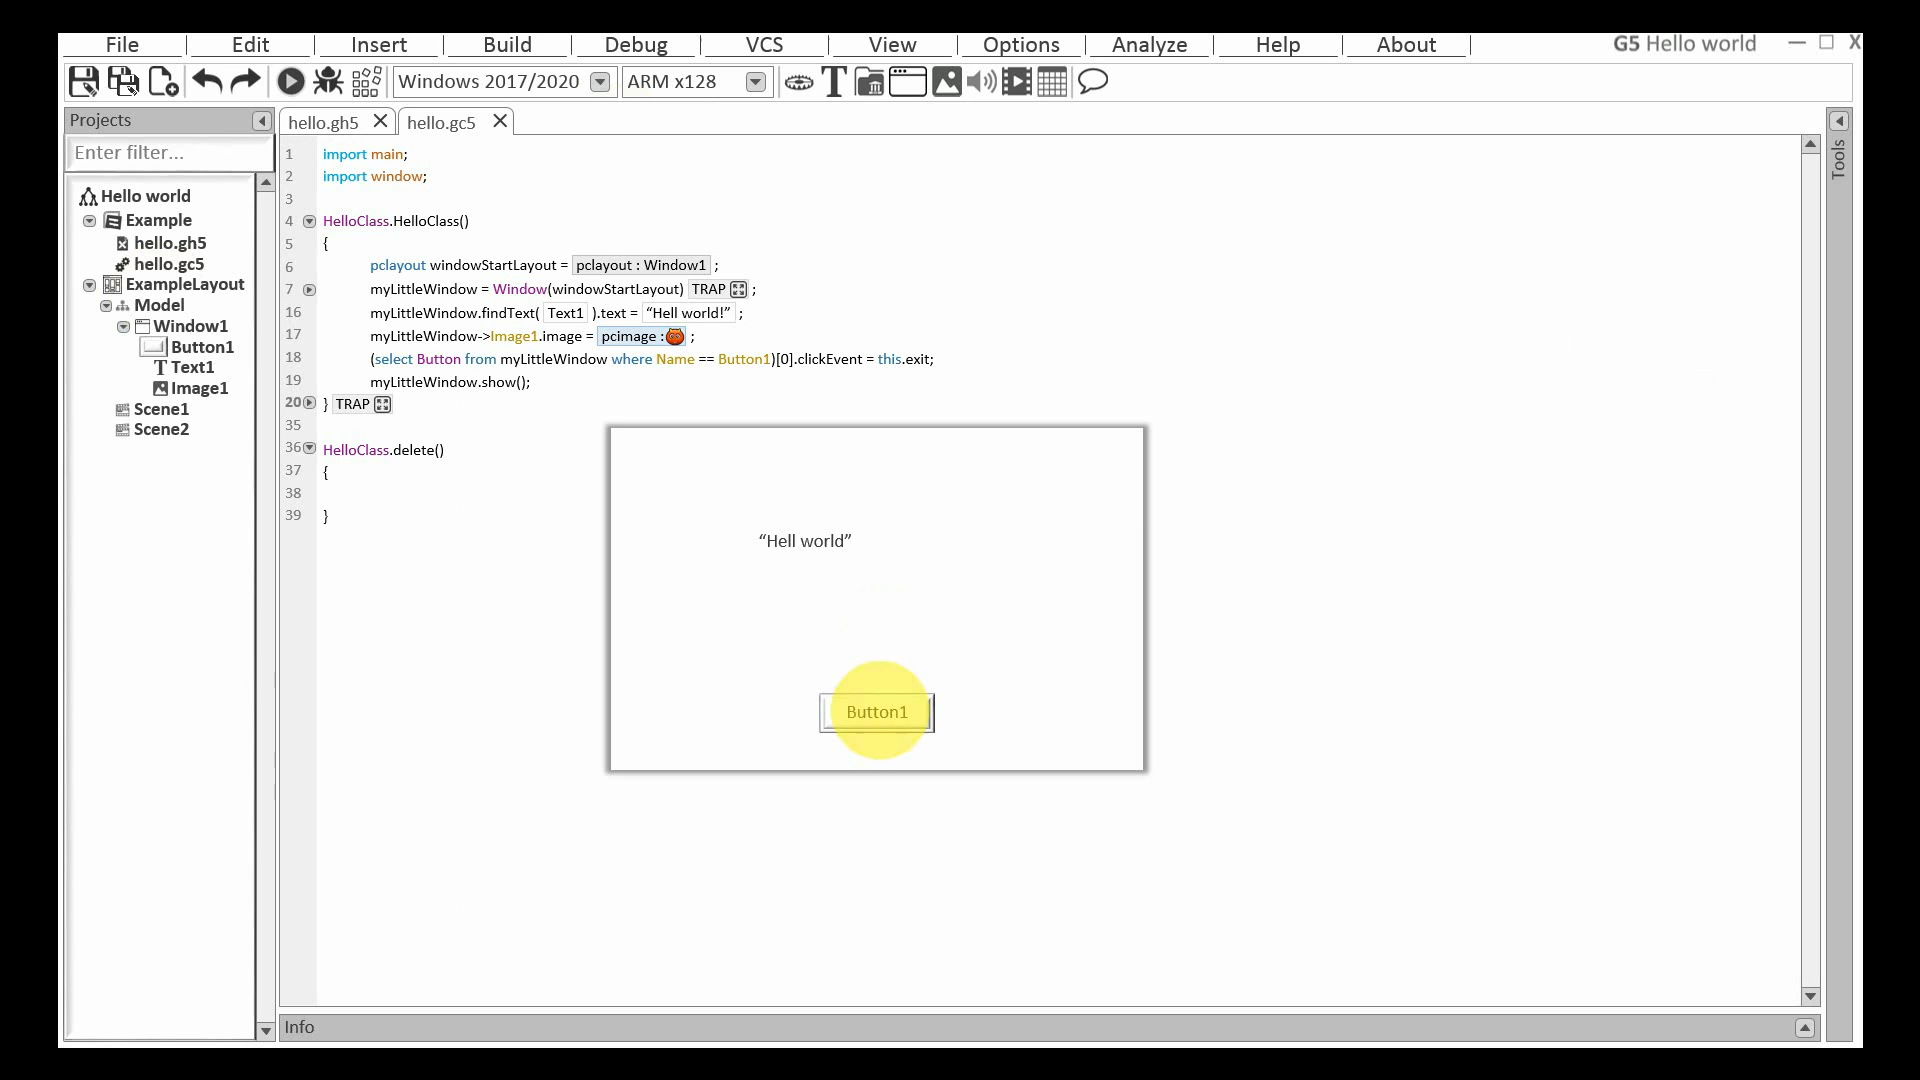 File Edit Insert Build Debug VCS View Options Analyze Help About G5 Hello world — X
Windows 2017/2020 ARM x128 T
Projects
hello.gh5 X hello.gc5 X
Enter filter...
Tools
Hello world
Example
hello.gh5
hello.gc5
ExampleLayout
Model
Window1
Button1
T Text1
Image1
Scene1
Scene2
1 import main;
2 import window;
3
4 HelloClass.HelloClass()
5 {
6 pclayout windowStartLayout = pclayout : Window1 ;
7 myLittleWindow = Window(windowStartLayout) TRAP ;
16 myLittleWindow.findText( Text1 ).text = “Hell world!” ;
17 myLittleWindow->Image1.image = pcimage : ;
18 (select Button from myLittleWindow where Name == Button1)[0].clickEvent = this.exit;
19 myLittleWindow.show();
20 } TRAP
35
36 HelloClass.delete()
37 {
38
39 }
“Hell world”
Button1
Info